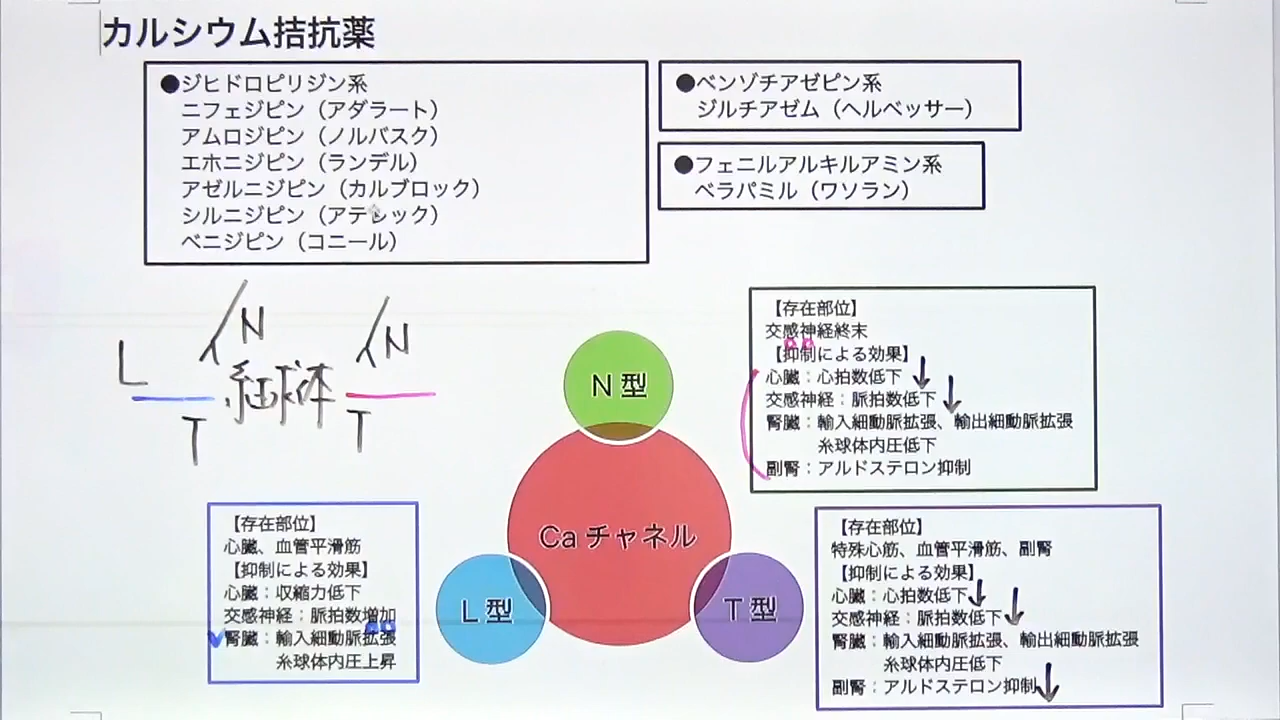 カルシウム拮抗薬
●ジヒドロピリジン系
ニフェジピン（アダラート）
アムロジピン（ノルバスク）
エホニジピン（ランデル）
アゼルニジピン（カルブロック）
シルニジピン（アテレック）
ベニジピン（コニール）
●ベンゾチアゼピン系
ジルチアゼム（ヘルベッサー）
●フェニルアルキルアミン系
ベラパミル（ワソラン）
L
N
糸球体
N
T
T
N型
Caチャネル
L型
T型
【存在部位】
交感神経終末
【抑制による効果】
心臓：心拍数低下 ↓
交感神経：脈拍数低下 ↓
腎臓：輸入細動脈拡張、輸出細動脈拡張
糸球体内圧低下
副腎：アルドステロン抑制
【存在部位】
心臓、血管平滑筋
【抑制による効果】
心臓：収縮力低下
交感神経：脈拍数増加
腎臓：輸入細動脈拡張
糸球体内圧上昇
【存在部位】
特殊心筋、血管平滑筋、副腎
【抑制による効果】
心臓：心拍数低下 ↓
交感神経：脈拍数低下 ↓
腎臓：輸入細動脈拡張、輸出細動脈拡張
糸球体内圧低下
副腎：アルドステロン抑制 ↓